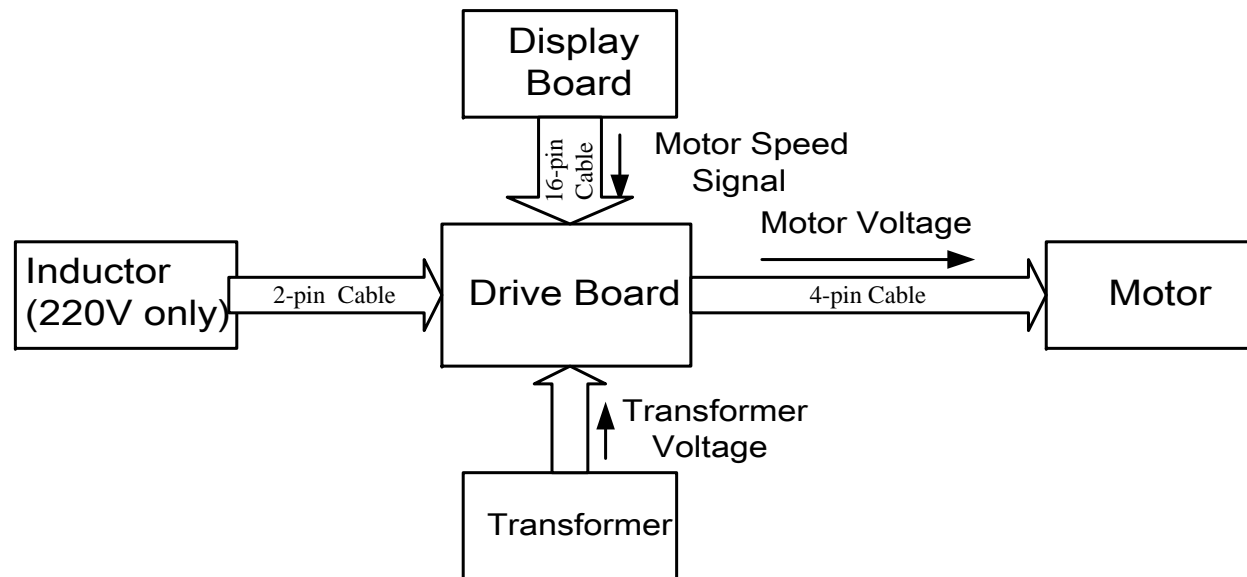 Display
Board
16-pin
Cable
Motor Speed
Signal
Motor Voltage
Inductor
(220V only)
2-pin Cable
Drive Board
4-pin Cable
Motor
Transformer
Voltage
Transformer